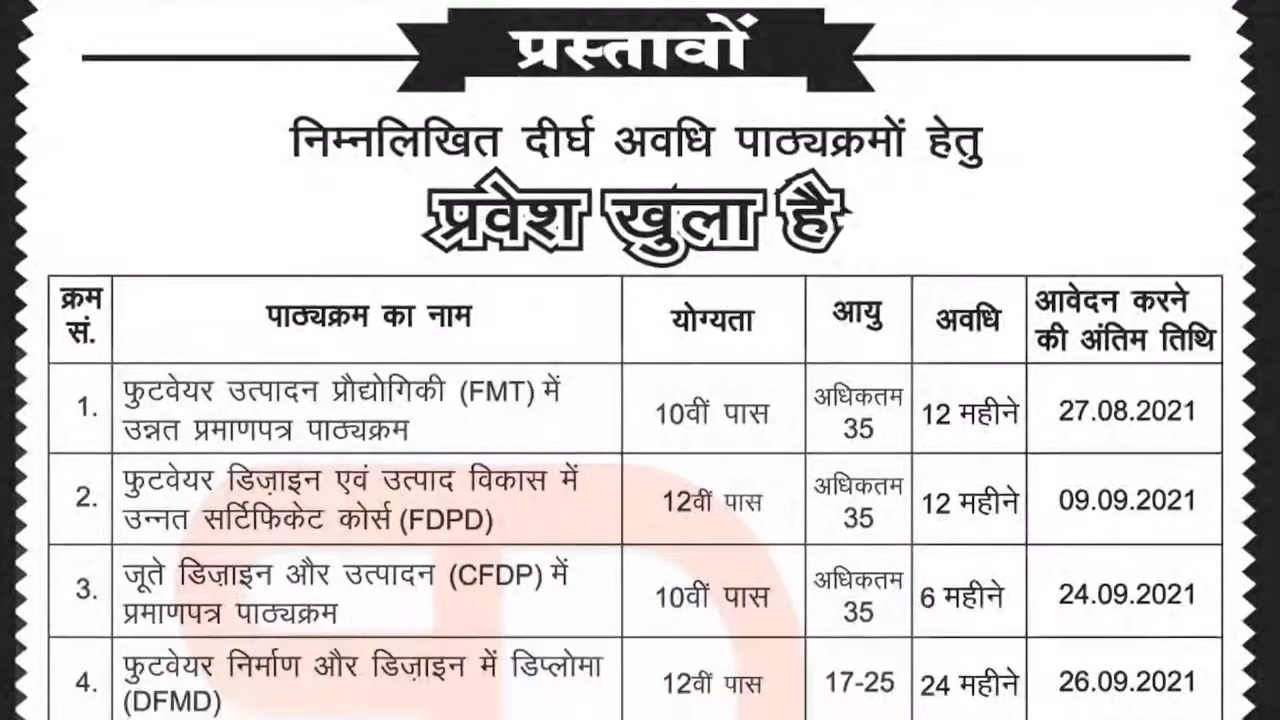 प्रस्तावों
निम्नलिखित दीर्घ अवधि पाठ्यक्रमों हेतु
प्रवेश खुला है
क्रम सं. पाठ्यक्रम का नाम योग्यता आयु अवधि आवेदन करने की अंतिम तिथि
1. फुटवेयर उत्पादन प्रौद्योगिकी (FMT) में उन्नत प्रमाणपत्र पाठ्यक्रम 10वीं पास अधिकतम 35 12 महीने 27.08.2021
2. फुटवेयर डिज़ाइन एवं उत्पाद विकास में उन्नत सर्टिफिकेट कोर्स (FDPD) 12वीं पास अधिकतम 35 12 महीने 09.09.2021
3. जूते डिज़ाइन और उत्पादन (CFDP) में प्रमाणपत्र पाठ्यक्रम 10वीं पास अधिकतम 35 6 महीने 24.09.2021
4. फुटवेयर निर्माण और डिज़ाइन में डिप्लोमा (DFMD) 12वीं पास 17-25 24 महीने 26.09.2021